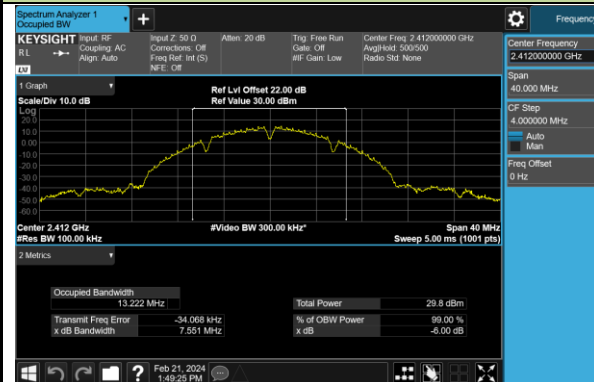 Spectrum Analyzer 1
Occupied BW
+
Frequency
KEYSIGHT
RL
LXI
Input: RF
Coupling: AC
Align: Auto
Input Z: 50 Ω
Corrections: Off
Freq Ref: Int (S)
NFE: Off
Atten: 20 dB
Trig: Free Run
Gate: Off
#IF Gain: Low
Center Freq: 2.412000000 GHz
Avg|Hold: 500/500
Radio Std: None
Center Frequency
2.412000000 GHz
Span
40.000 MHz
CF Step
4.000000 MHz
Auto
Man
Freq Offset
0 Hz
1 Graph
Scale/Div 10.0 dB
Ref Lvl Offset 22.00 dB
Ref Value 30.00 dBm
Log
20.0
10.0
0.00
-10.0
-20.0
-30.0
-40.0
-50.0
-60.0
Center 2.412 GHz
#Video BW 300.00 kHz*
Span 40 MHz
#Res BW 100.00 kHz
Sweep 5.00 ms (1001 pts)
2 Metrics
Occupied Bandwidth
13.222 MHz
Total Power 29.8 dBm
Transmit Freq Error -34.068 kHz
% of OBW Power 99.00 %
x dB Bandwidth 7.551 MHz
x dB -6.00 dB
?
Feb 21, 2024
1:49:25 PM